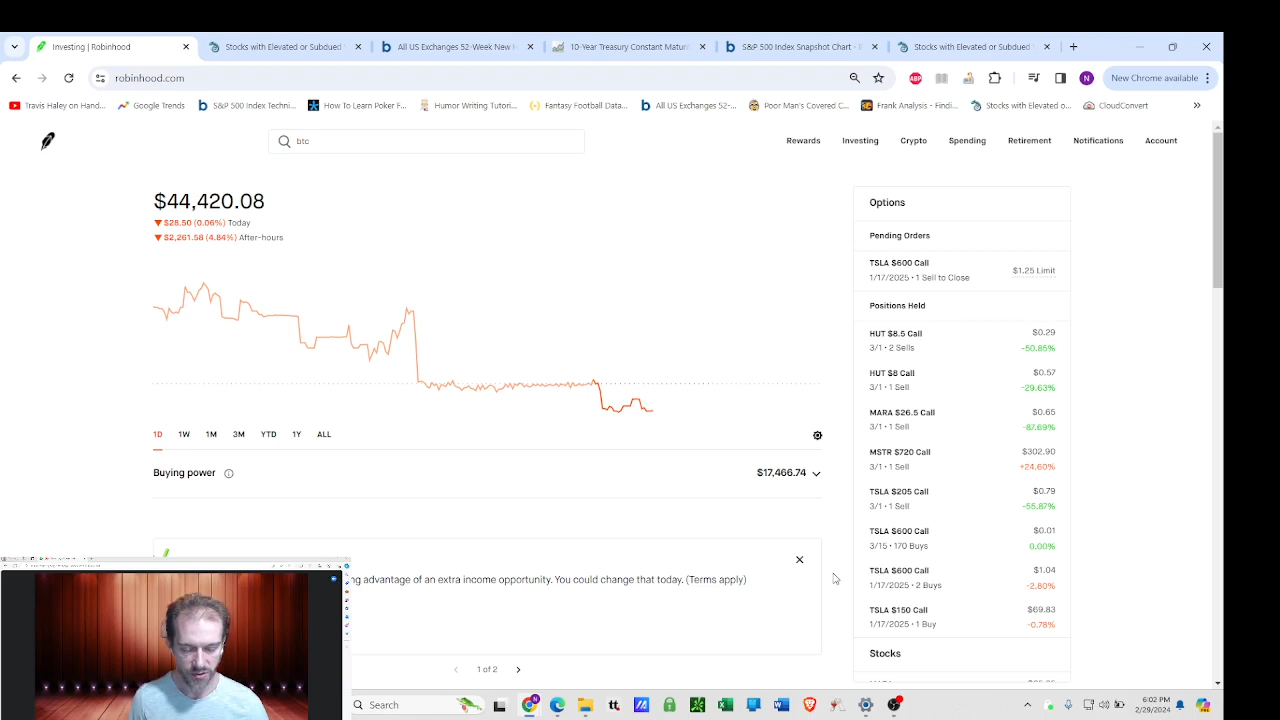 Investing | Robinhood
Stocks with Elevated or Subdued
All US Exchanges 52-Week New H
10-Year Treasury Constant Matur
S&P 500 Index Snapshot Chart - B
Stocks with Elevated or Subdued
robinhood.com
New Chrome available
Travis Haley on Hand...
Google Trends
S&P 500 Index Techni...
How To Learn Poker F...
Humor Writing Tutori...
Fantasy Football Data...
All US Exchanges 52-...
Poor Man's Covered C...
Frank Analysis - Findi...
Stocks with Elevated o...
CloudConvert
btc
Rewards
Investing
Crypto
Spending
Retirement
Notifications
Account
$44,420.08
$28.50 (0.06%) Today
$2,261.58 (4.84%) After-hours
1D
1W
1M
3M
YTD
1Y
ALL
Buying power
$17,466.74
ng advantage of an extra income opportunity. You could change that today. (Terms apply)
1 of 2
Options
Pending Orders
TSLA $600 Call
1/17/2025 • 1 Sell to Close
$1.25 Limit
Positions Held
HUT $8.5 Call
$0.29
3/1 • 2 Sells
-50.85%
HUT $8 Call
$0.57
3/1 • 1 Sell
-29.63%
MARA $26.5 Call
$0.65
3/1 • 1 Sell
-87.69%
MSTR $720 Call
$302.90
3/1 • 1 Sell
+24.60%
TSLA $205 Call
$0.79
3/1 • 1 Sell
-55.87%
TSLA $600 Call
$0.01
3/15 • 170 Buys
0.00%
TSLA $600 Call
$1.04
1/17/2025 • 2 Buys
-2.80%
TSLA $150 Call
$69.83
1/17/2025 • 1 Buy
-0.78%
Stocks
Search
6:02 PM
2/29/2024